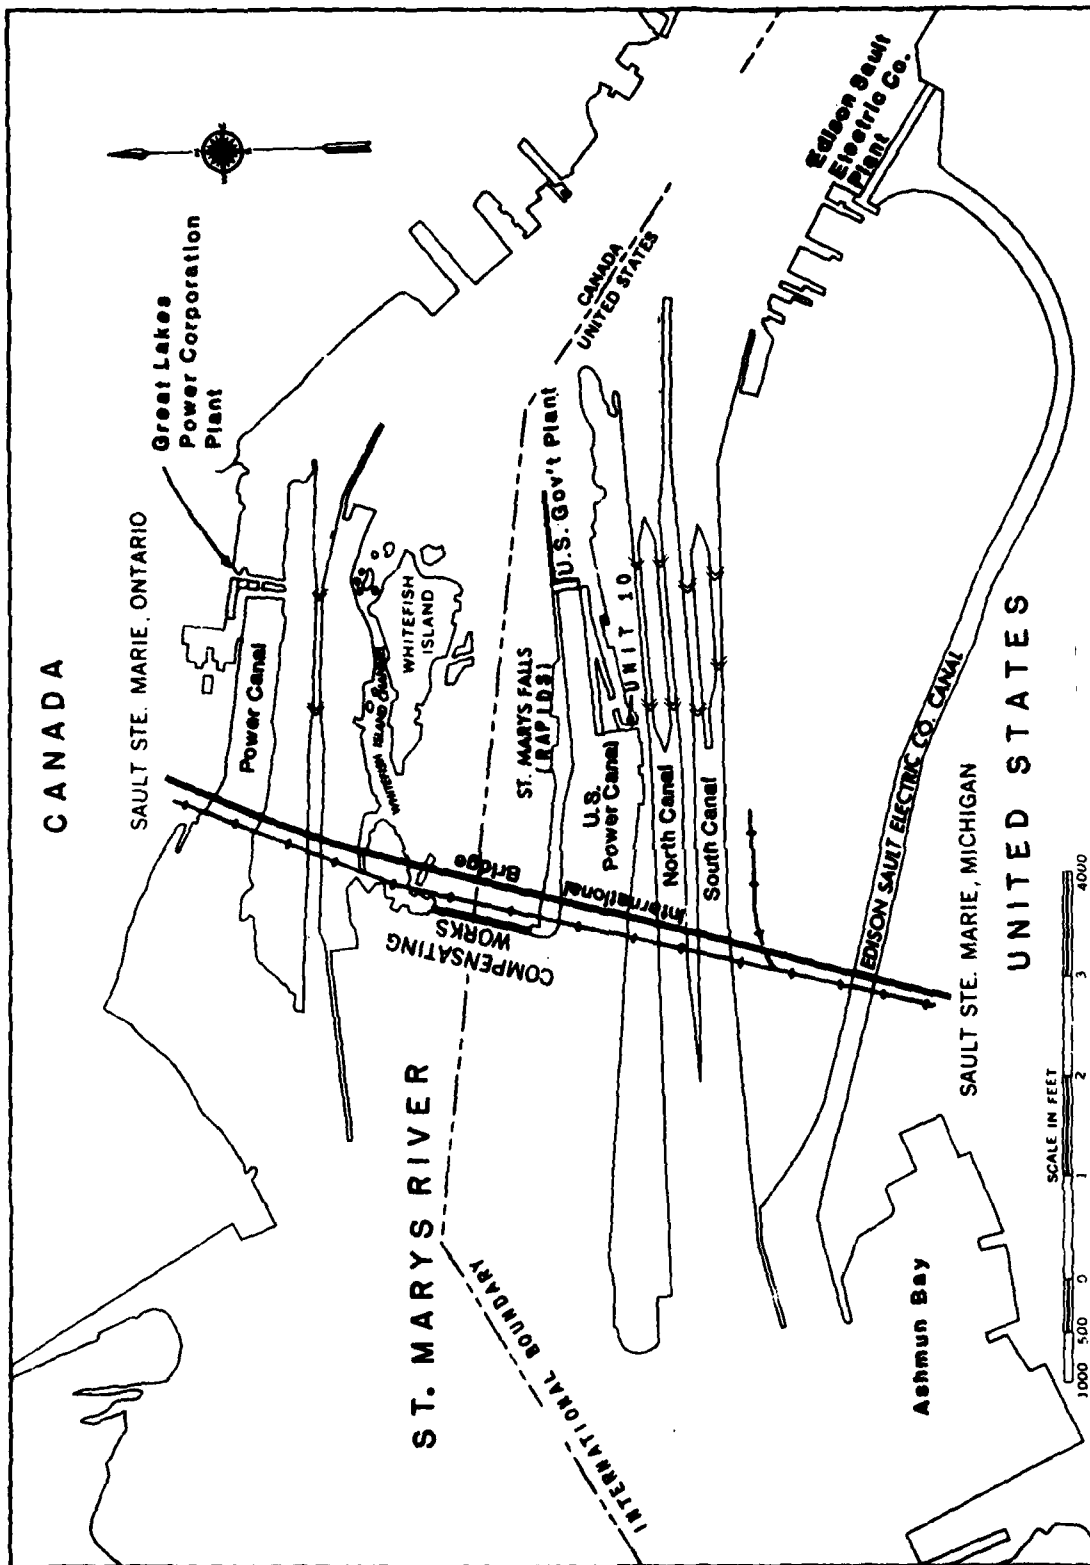 CANADA
SAULT STE. MARIE, ONTARIO
Great Lakes
Power Corporation
Plant
Power Canal
WHITEFISH ISLAND CHANNEL
WHITEFISH
ISLAND
ST. MARYS RIVER
COMPENSATING
WORKS
International Bridge
ST. MARYS FALLS
(RAPIDS)
U.S. Gov't Plant
CANADA
UNITED STATES
INTERNATIONAL BOUNDARY
U.S.
Power Canal
UNIT 10
North Canal
South Canal
Edison Sault
Electric Co.
Plant
EDISON SAULT ELECTRIC CO. CANAL
Ashmun Bay
SAULT STE. MARIE, MICHIGAN
UNITED STATES
SCALE IN FEET
1000 500 0 1 2 3 4000